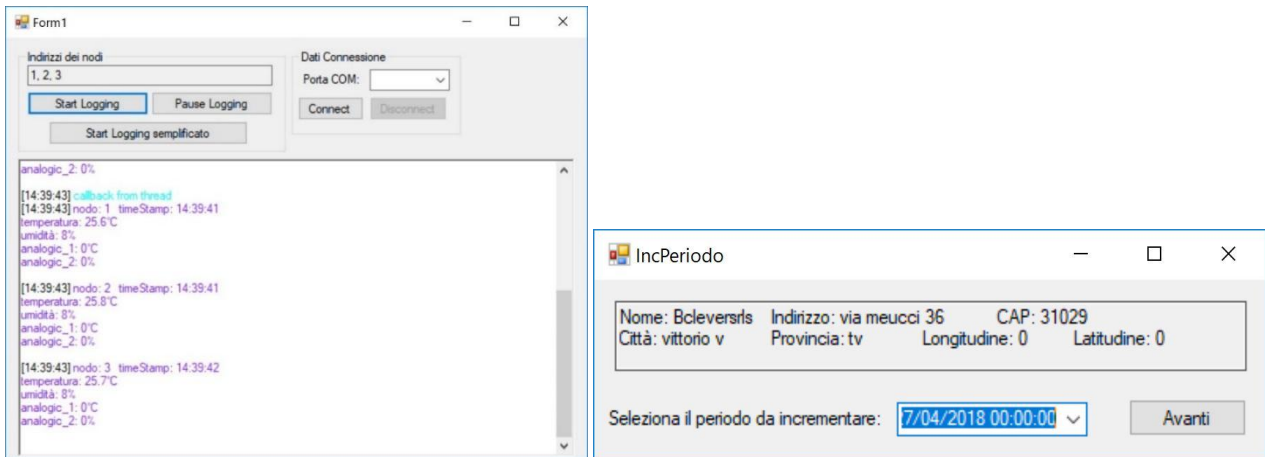 Form1
Indirizzi dei nodi
1, 2, 3
Start Logging Pause Logging
Start Logging semplificato
Dati Connessione
Porta COM:
Connect Disconnect
analogic_2: 0%
[14:39:43] callback from thread
[14:39:43] nodo: 1 timeStamp: 14:39:41
temperatura: 25.6°C
umidità: 8%
analogic_1: 0°C
analogic_2: 0%
[14:39:43] nodo: 2 timeStamp: 14:39:41
temperatura: 25.8°C
umidità: 8%
analogic_1: 0°C
analogic_2: 0%
[14:39:43] nodo: 3 timeStamp: 14:39:42
temperatura: 25.7°C
umidità: 8%
analogic_1: 0°C
analogic_2: 0%
IncPeriodo
Nome: Bcleversrls Indirizzo: via meucci 36 CAP: 31029
Città: vittorio v Provincia: tv Longitudine: 0 Latitudine: 0
Seleziona il periodo da incrementare: 7/04/2018 00:00:00 Avanti